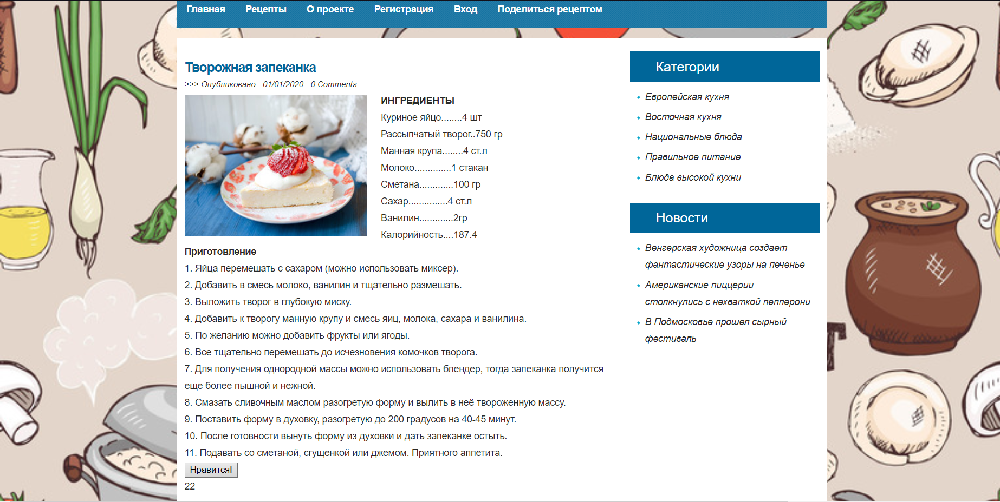 Главная Рецепты О проекте Регистрация Вход Поделиться рецептом
Творожная запеканка
>>> Опубликовано - 01/01/2020 - 0 Comments
ИНГРЕДИЕНТЫ
Куриное яйцо........4 шт
Рассыпчатый творог..750 гр
Манная крупа........4 ст.л
Молоко..............1 стакан
Сметана.............100 гр
Сахар...............4 ст.л
Ванилин.............2гр
Калорийность....187.4
Приготовление
1. Яйца перемешать с сахаром (можно использовать миксер).
2. Добавить в смесь молоко, ванилин и тщательно размешать.
3. Выложить творог в глубокую миску.
4. Добавить к творогу манную крупу и смесь яиц, молока, сахара и ванилина.
5. По желанию можно добавить фрукты или ягоды.
6. Все тщательно перемешать до исчезновения комочков творога.
7. Для получения однородной массы можно использовать блендер, тогда запеканка получится
еще более пышной и нежной.
8. Смазать сливочным маслом разогретую форму и вылить в неё твороженную массу.
9. Поставить форму в духовку, разогретую до 200 градусов на 40-45 минут.
10. После готовности вынуть форму из духовки и дать запеканке остыть.
11. Подавать со сметаной, сгущенкой или джемом. Приятного аппетита.
Нравится!
22
Категории
Европейская кухня
Восточная кухня
Национальные блюда
Правильное питание
Блюда высокой кухни
Новости
Венгерская художница создает
фантастические узоры на печенье
Американские пиццерии
столкнулись с нехваткой пепперони
В Подмосковье прошел сырный
фестиваль